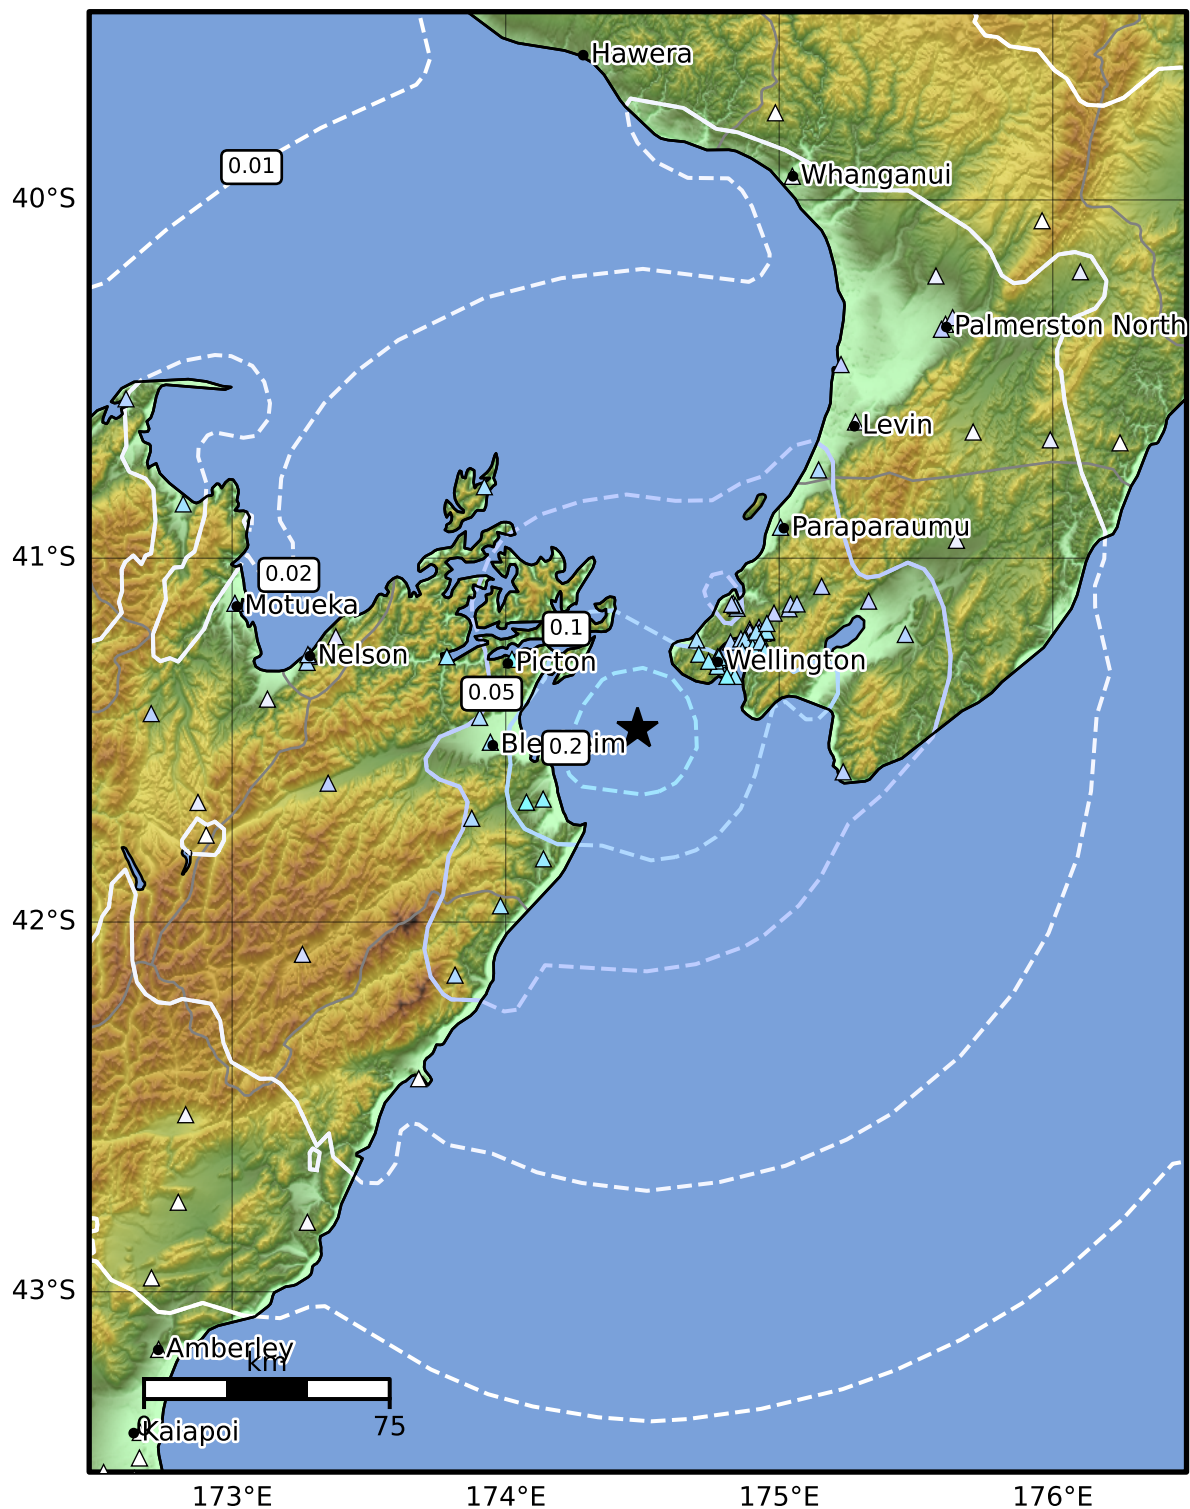 Hawera
0.01
Whanganui
40°S
Palmerston North
Levin
Paraparaumu
41°S
0.02
Motueka
0.1
Nelson
Picton
Wellington
0.05
Blenheim
0.2
42°S
43°S
Amberley
km
0
75
Kaiapoi
173°E
174°E
175°E
176°E